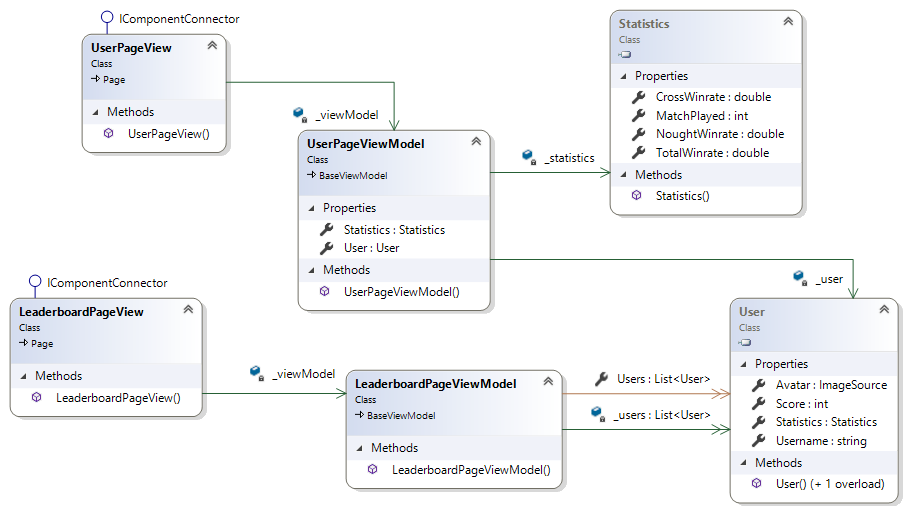 IComponentConnector
UserPageView
Class
Page
Methods
UserPageView()
_viewModel
UserPageViewModel
Class
BaseViewModel
Properties
Statistics : Statistics
User : User
Methods
UserPageViewModel()
_statistics
Statistics
Class
Properties
CrossWinrate : double
MatchPlayed : int
NoughtWinrate : double
TotalWinrate : double
Methods
Statistics()
_user
IComponentConnector
LeaderboardPageView
Class
Page
Methods
LeaderboardPageView()
_viewModel
LeaderboardPageViewModel
Class
BaseViewModel
Methods
LeaderboardPageViewModel()
Users : List<User>
_users : List<User>
User
Class
Properties
Avatar : ImageSource
Score : int
Statistics : Statistics
Username : string
Methods
User() (+ 1 overload)